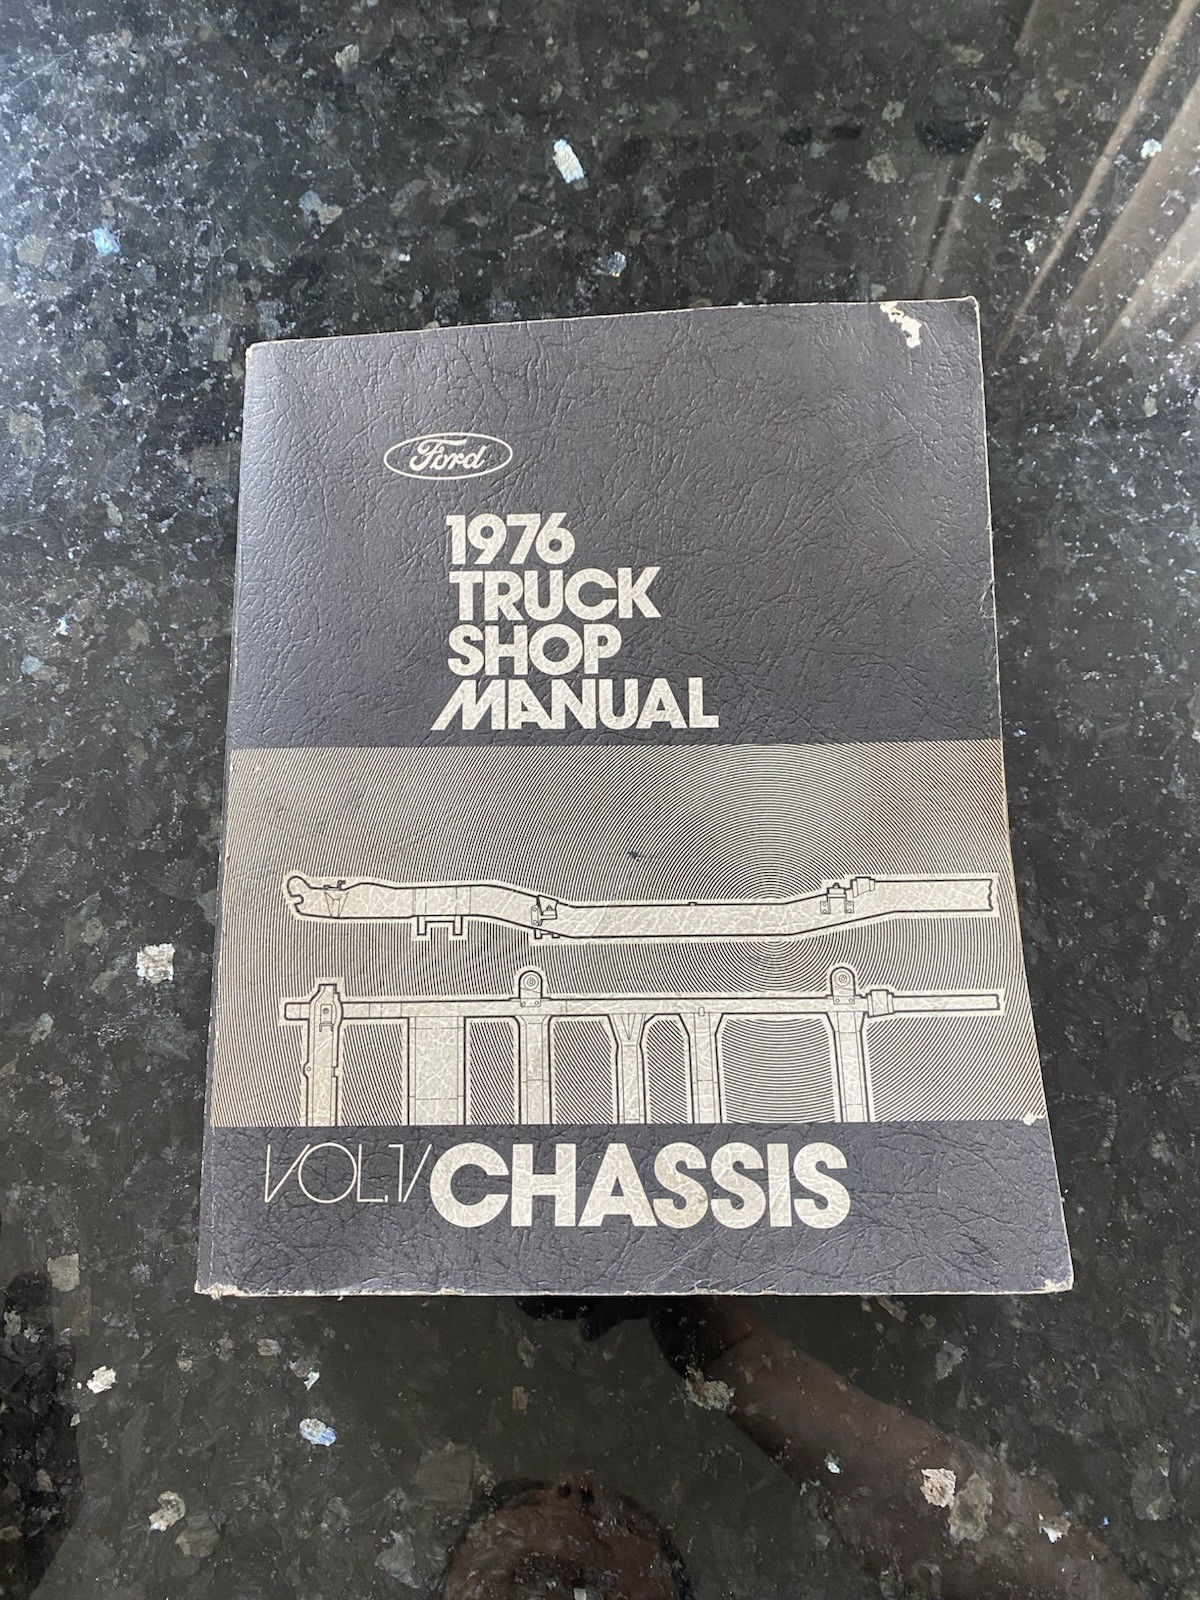 Ford
1976
TRUCK
SHOP
MANUAL
VOL.1/CHASSIS